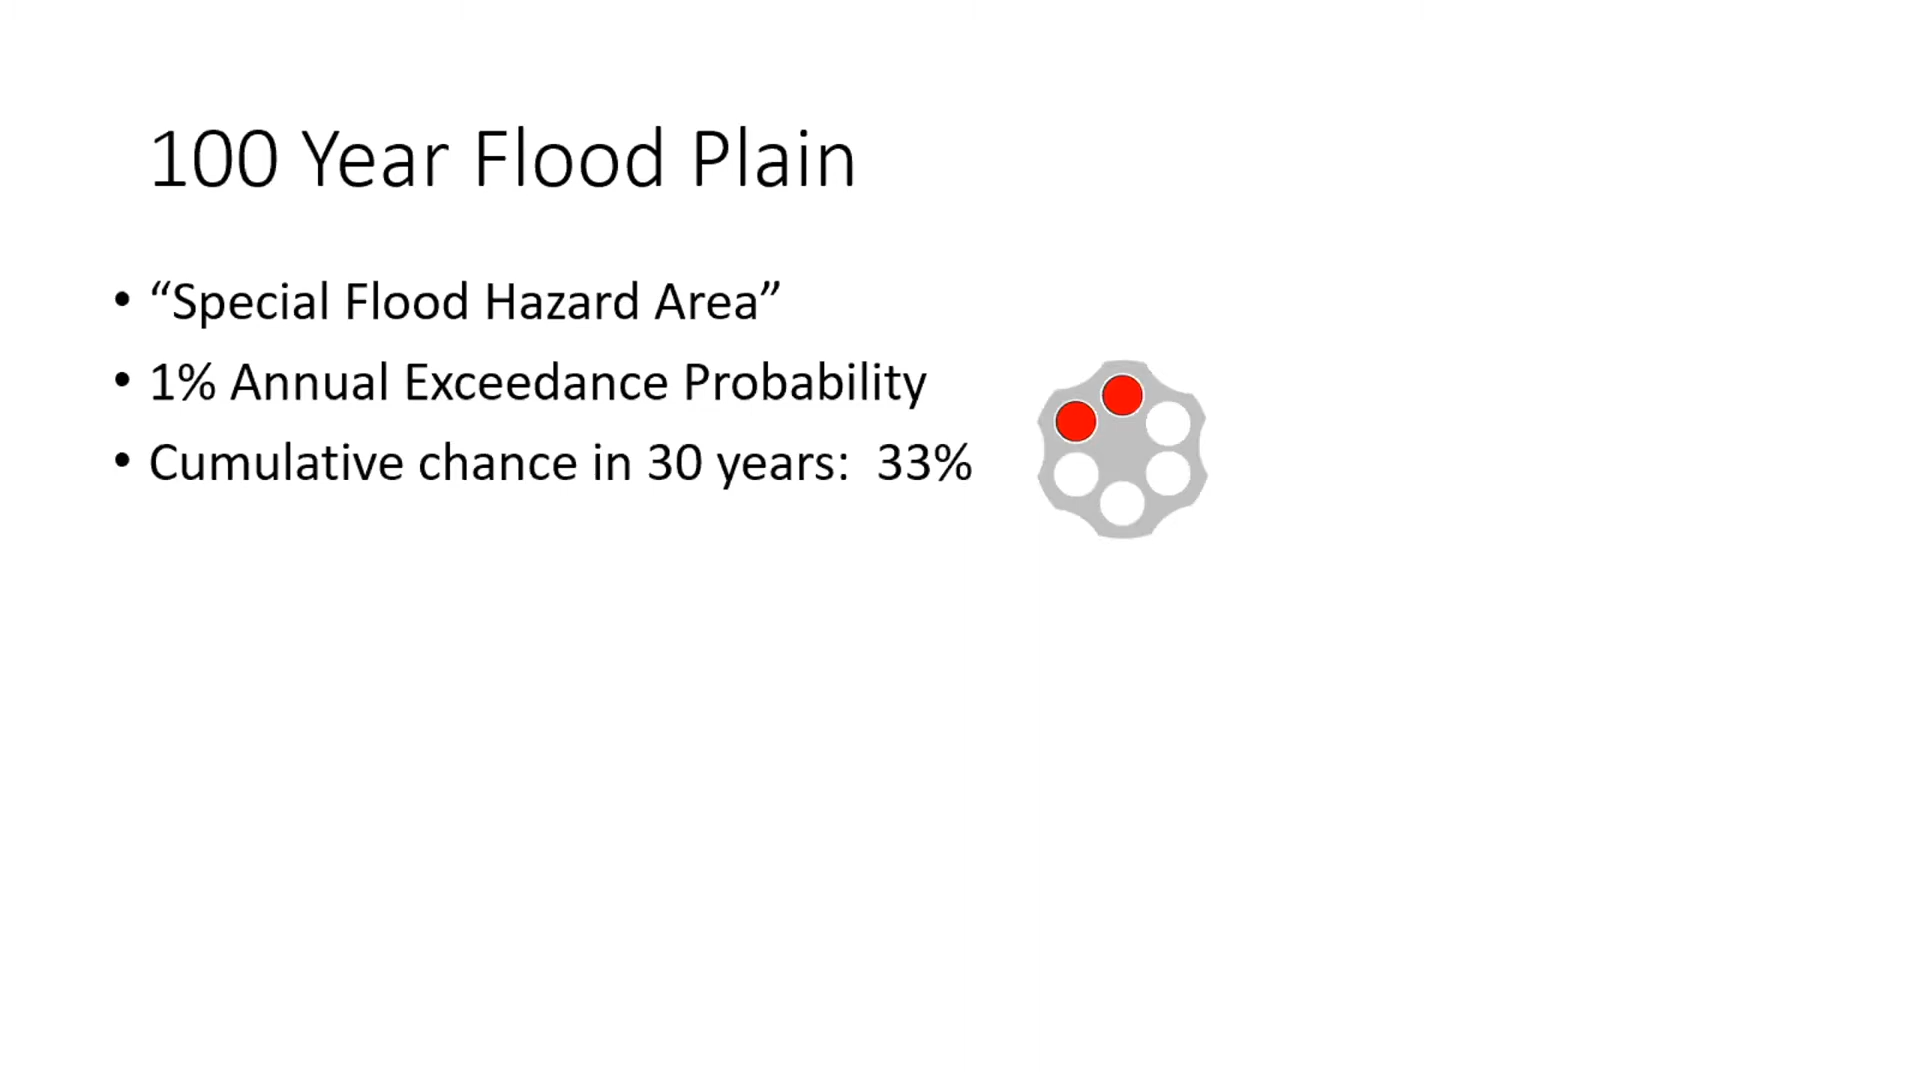 100 Year Flood Plain
• “Special Flood Hazard Area”
• 1% Annual Exceedance Probability
• Cumulative chance in 30 years:  33%